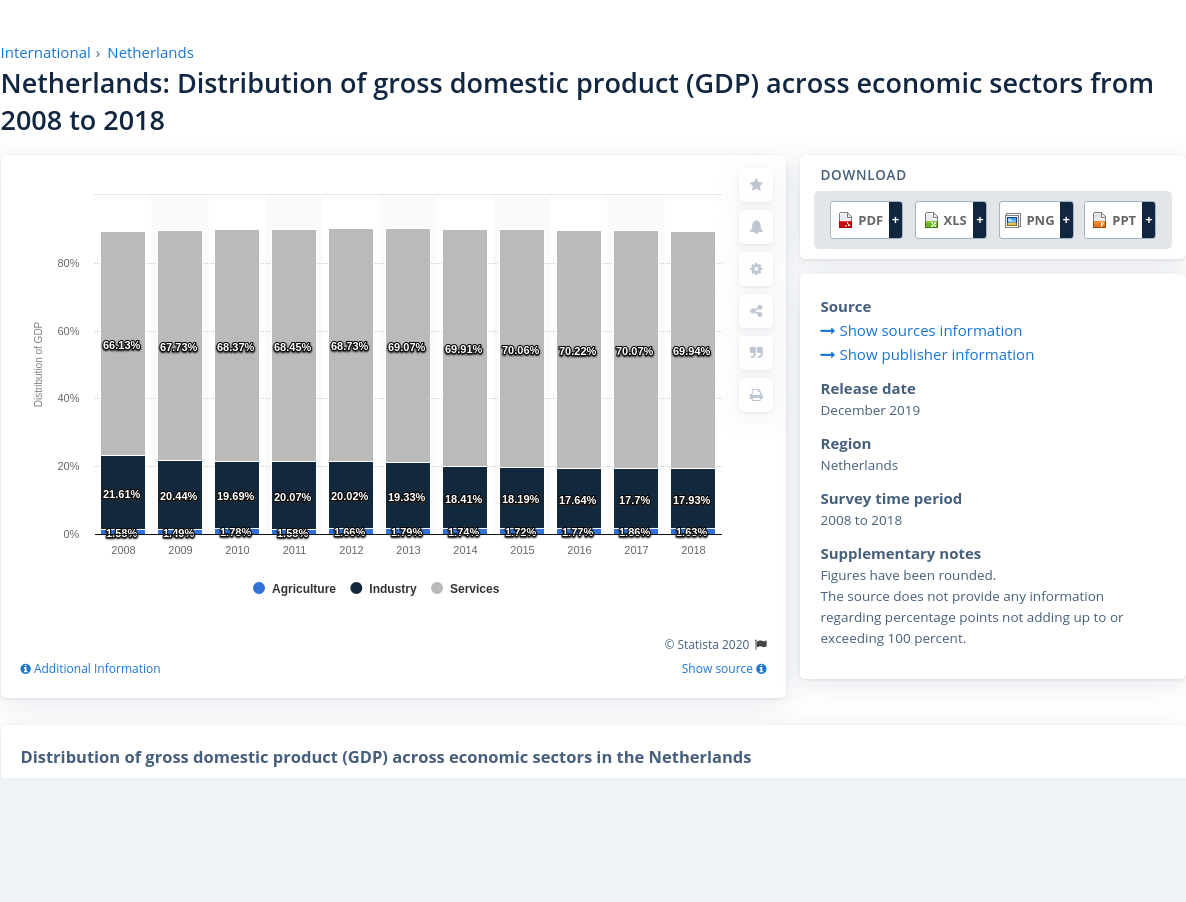 International › Netherlands
Netherlands: Distribution of gross domestic product (GDP) across economic sectors from
2008 to 2018
Distribution of GDP
80%
60%
40%
20%
0%
66.13% 67.73% 68.37% 68.45% 68.73% 69.07% 69.91% 70.06% 70.22% 70.07% 69.94%
21.61% 20.44% 19.69% 20.07% 20.02% 19.33% 18.41% 18.19% 17.64% 17.7% 17.93%
1.58% 1.49% 1.78% 1.58% 1.66% 1.79% 1.74% 1.72% 1.77% 1.86% 1.63%
2008 2009 2010 2011 2012 2013 2014 2015 2016 2017 2018
Agriculture Industry Services
© Statista 2020
Additional Information
Show source
DOWNLOAD
PDF + XLS + PNG + PPT +
Source
Show sources information
Show publisher information
Release date
December 2019
Region
Netherlands
Survey time period
2008 to 2018
Supplementary notes
Figures have been rounded.
The source does not provide any information
regarding percentage points not adding up to or
exceeding 100 percent.
Distribution of gross domestic product (GDP) across economic sectors in the Netherlands